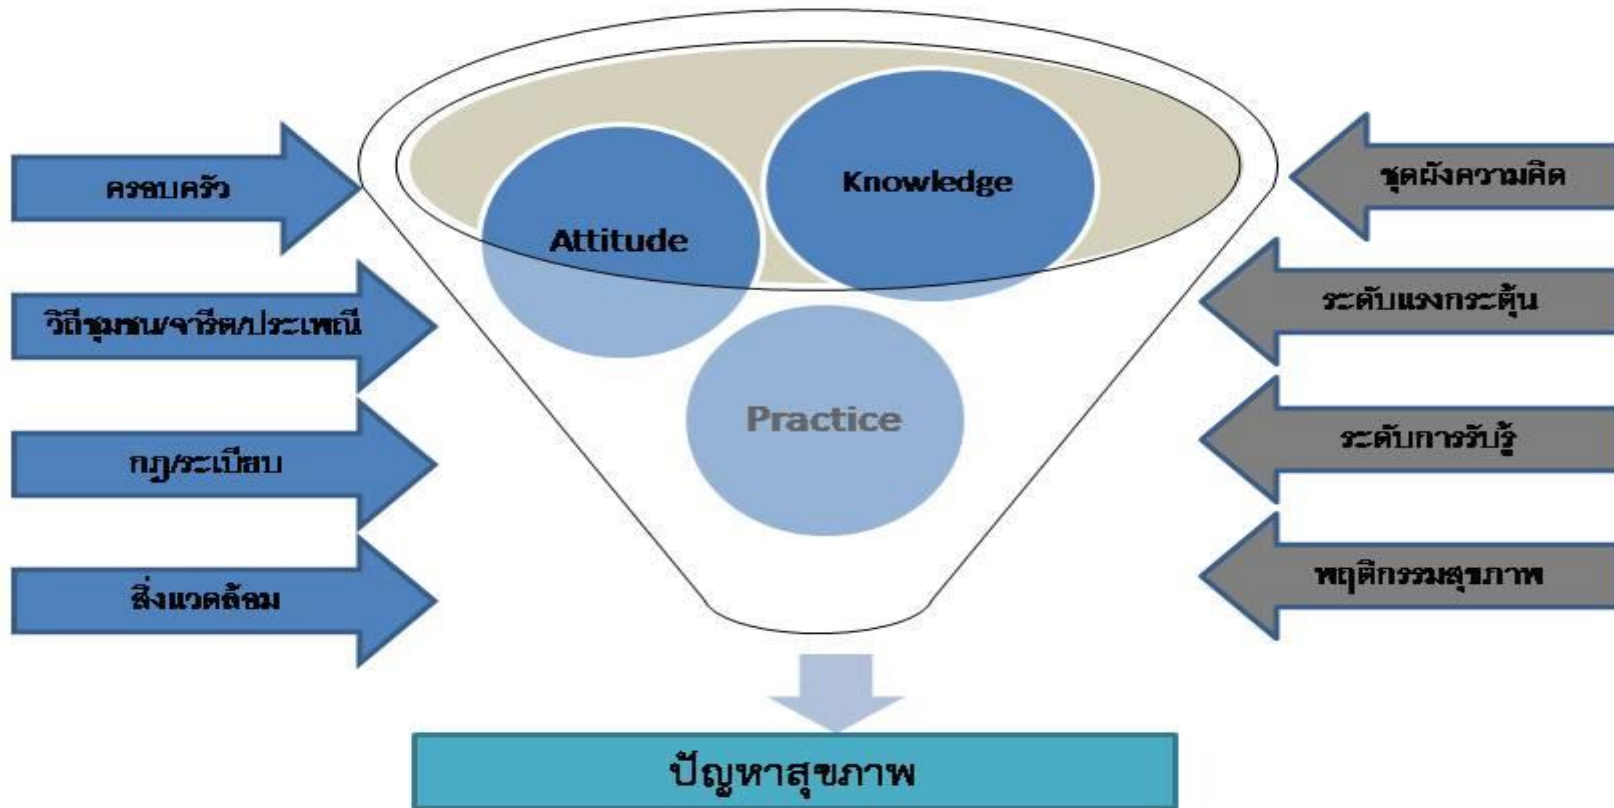 ครอบครัว
วิถีชุมชน/จารีต/ประเพณี
กฎ/ระเบียบ
สิ่งแวดล้อม
Knowledge
Attitude
Practice
ชุดผังความคิด
ระดับแรงกระตุ้น
ระดับการรับรู้
พฤติกรรมสุขภาพ
ปัญหาสุขภาพ